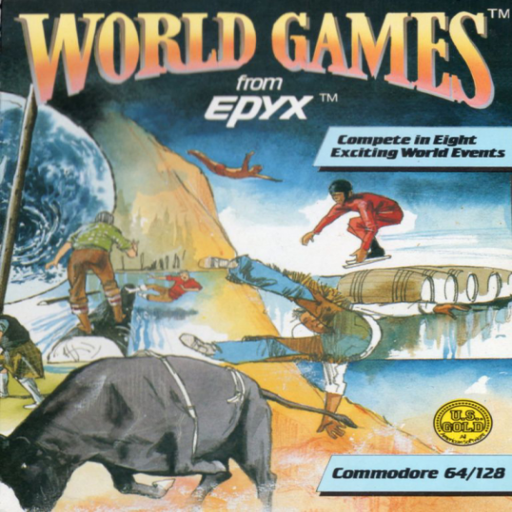 WORLD GAMES™
from
EPYX™
Compete in Eight
Exciting World Events
U.S.
GOLD
Commodore 64/128